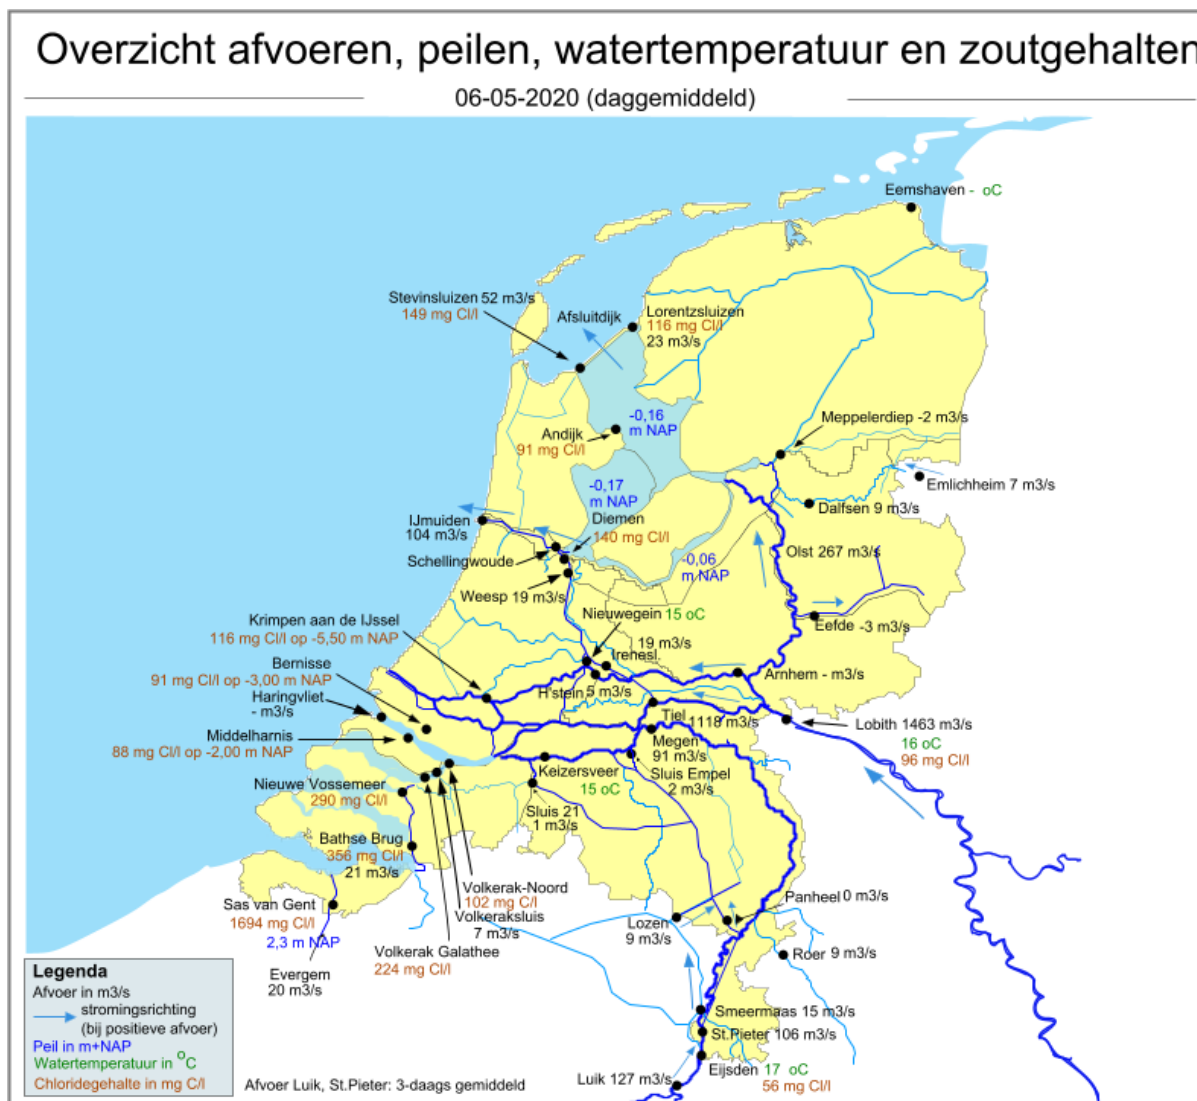 Overzicht afvoeren, peilen, watertemperatuur en zoutgehalten
06-05-2020 (daggemiddeld)
Eemshaven - oC
Stevinsluizen 52 m3/s
149 mg Cl/l
Afsluitdijk
Lorentzsluizen
116 mg Cl/l
23 m3/s
-0,16
m NAP
Andijk
91 mg Cl/l
Meppelerdiep -2 m3/s
Emlichheim 7 m3/s
-0,17
m NAP
Dalfsen 9 m3/s
IJmuiden
104 m3/s
Diemen
140 mg Cl/l
Schellingwoude
Olst 267 m3/s
-0,06
m NAP
Weesp 19 m3/s
Nieuwegein 15 oC
Eefde -3 m3/s
Krimpen aan de IJssel
116 mg Cl/l op -5,50 m NAP
19 m3/s
Irenesl.
Bernisse
91 mg Cl/l op -3,00 m NAP
Arnhem - m3/s
H'stein 5 m3/s
Haringvliet
- m3/s
Tiel 1118 m3/s
Lobith 1463 m3/s
16 oC
96 mg Cl/l
Middelharnis
88 mg Cl/l op -2,00 m NAP
Megen
91 m3/s
Keizersveer
15 oC
Sluis Empel
2 m3/s
Nieuwe Vossemeer
290 mg Cl/l
Sluis 21
1 m3/s
Bathse Brug
356 mg Cl/l
21 m3/s
Volkerak-Noord
102 mg C/l
Volkeraksluis
7 m3/s
Panheel 0 m3/s
Sas van Gent
1694 mg Cl/l
2,3 m NAP
Lozen
9 m3/s
Volkerak Galathee
224 mg Cl/l
Roer 9 m3/s
Evergem
20 m3/s
Legenda
Afvoer in m3/s
stromingsrichting
(bij positieve afvoer)
Peil in m+NAP
Watertemperatuur in oC
Chloridegehalte in mg C/l
Smeermaas 15 m3/s
St.Pieter 106 m3/s
Eijsden 17 oC
56 mg Cl/l
Luik 127 m3/s
Afvoer Luik, St.Pieter: 3-daags gemiddeld